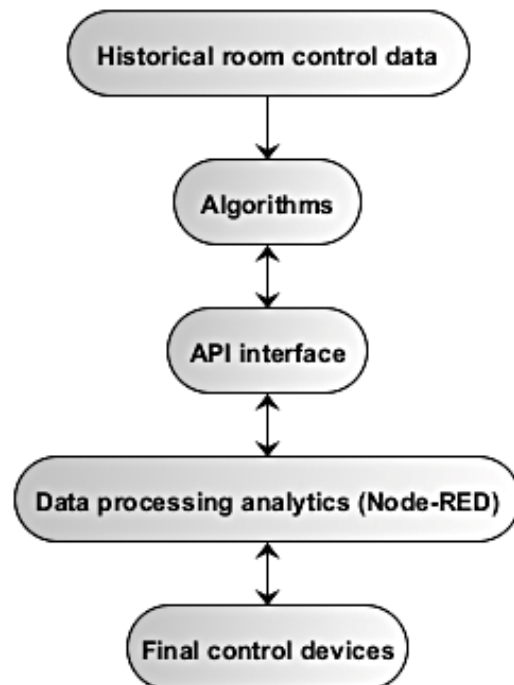 Historical room control data
Algorithms
API interface
Data processing analytics (Node-RED)
Final control devices